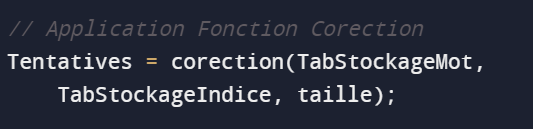 // Application Fonction Corection
Tentatives = corection(TabStockageMot,
TabStockageIndice, taille);